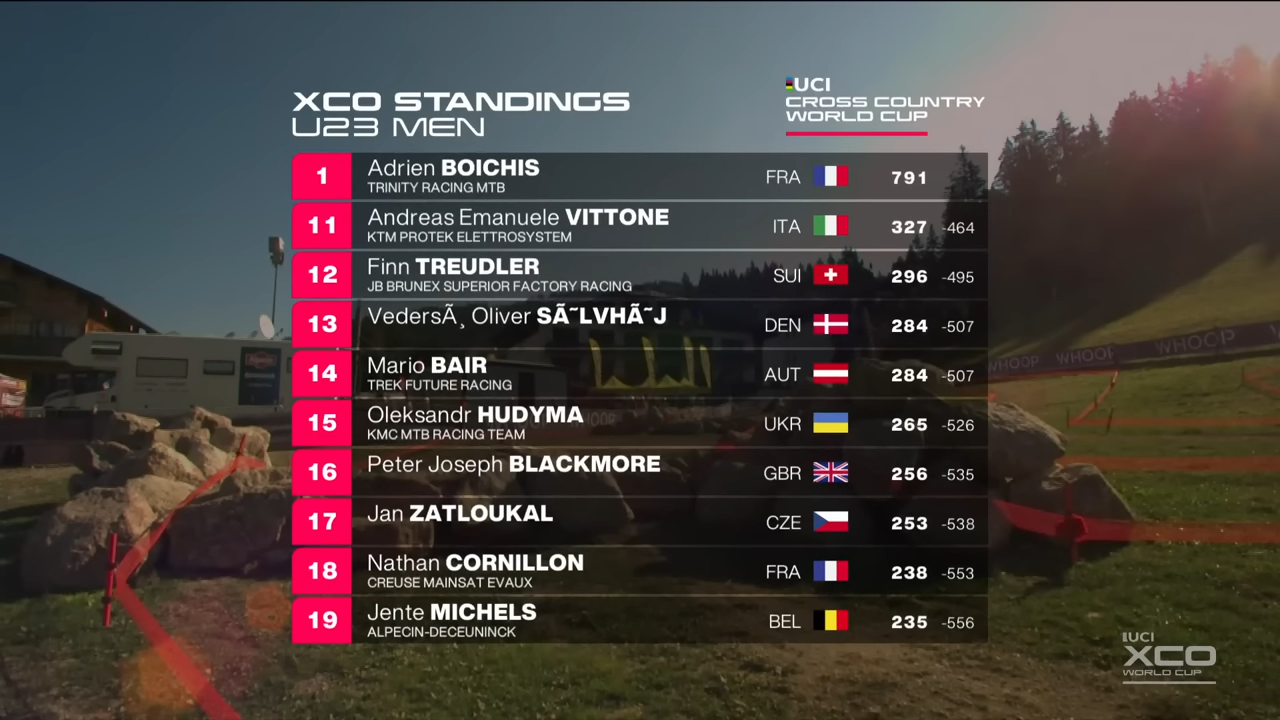 XCO STANDINGS
U23 MEN
UCI
CROSS COUNTRY
WORLD CUP
1 Adrien BOICHIS FRA 791
TRINITY RACING MTB
11 Andreas Emanuele VITTONE ITA 327 -464
KTM PROTEK ELETTROSYSTEM
12 Finn TREUDLER SUI 296 -495
JB BRUNEX SUPERIOR FACTORY RACING
13 VedersÃ¸ Oliver SÃ˜LVHÃ˜J DEN 284 -507
14 Mario BAIR AUT 284 -507
TREK FUTURE RACING
15 Oleksandr HUDYMA UKR 265 -526
KMC MTB RACING TEAM
16 Peter Joseph BLACKMORE GBR 256 -535
17 Jan ZATLOUKAL CZE 253 -538
18 Nathan CORNILLON FRA 238 -553
CREUSE MAINSAT EVAUX
19 Jente MICHELS BEL 235 -556
ALPECIN-DECEUNINCK
WHOOP WHOOP WHOOP
UCI
XCO
WORLD CUP